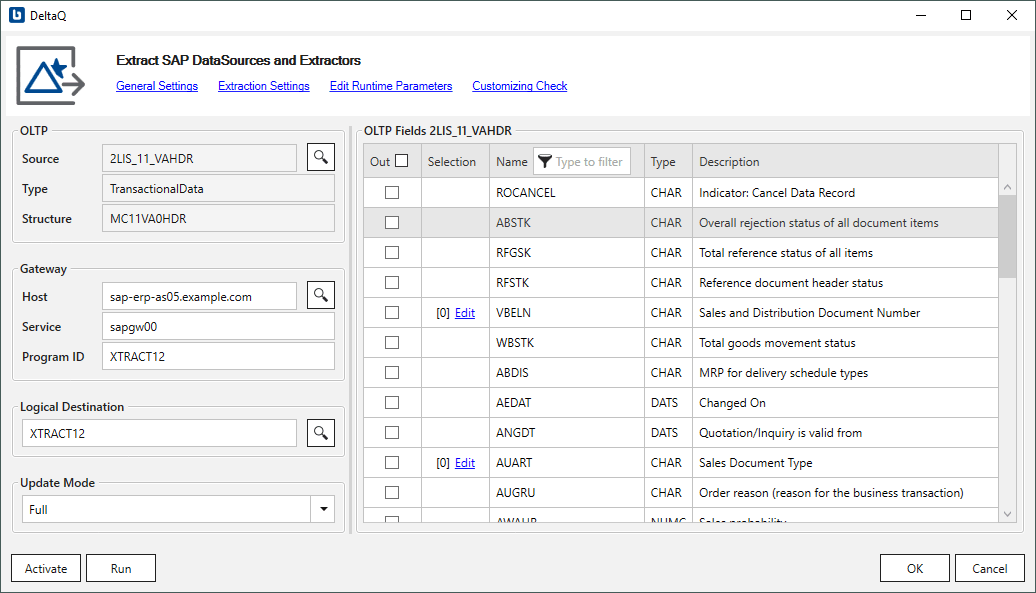 DeltaQ
Extract SAP DataSources and Extractors
General Settings Extraction Settings Edit Runtime Parameters Customizing Check
OLTP
Source 2LIS_11_VAHDR
Type TransactionalData
Structure MC11VA0HDR
Gateway
Host sap-erp-as05.example.com
Service sapgw00
Program ID XTRACT12
Logical Destination
XTRACT12
Update Mode
Full
OLTP Fields 2LIS_11_VAHDR
Out Selection Name Type to filter Type Description
ROCANCEL CHAR Indicator: Cancel Data Record
ABSTK CHAR Overall rejection status of all document items
RFGSK CHAR Total reference status of all items
RFSTK CHAR Reference document header status
[0] Edit VBELN CHAR Sales and Distribution Document Number
WBSTK CHAR Total goods movement status
ABDIS CHAR MRP for delivery schedule types
AEDAT DATS Changed On
ANGDT DATS Quotation/Inquiry is valid from
[0] Edit AUART CHAR Sales Document Type
AUGRU CHAR Order reason (reason for the business transaction)
AWAHR NUMC Sales probability
Activate Run OK Cancel